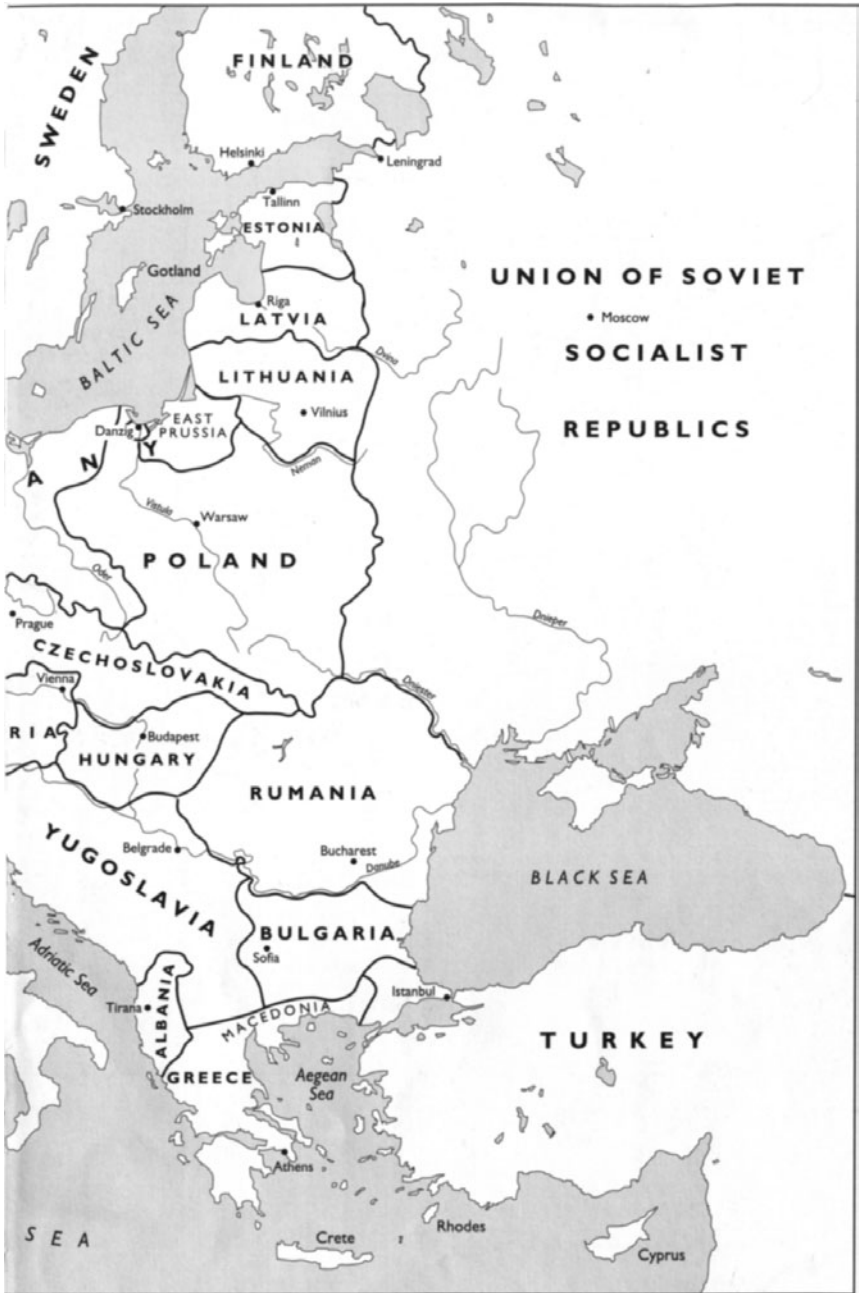 FINLAND
SWEDEN
Helsinki
Leningrad
Tallinn
Stockholm
ESTONIA
Gotland
UNION OF SOVIET
BALTIC SEA
Riga
Moscow
LATVIA
SOCIALIST
Dvina
LITHUANIA
Vilnius
EAST
PRUSSIA
Danzig
REPUBLICS
A N Y
Neman
Vistula
Warsaw
POLAND
Oder
Prague
Dnieper
CZECHOSLOVAKIA
Vienna
Dniester
RIA
Budapest
HUNGARY
RUMANIA
YUGOSLAVIA
Belgrade
Bucharest
Danube
BLACK SEA
BULGARIA
Sofia
Adriatic Sea
Istanbul
Tirana
ALBANIA
MACEDONIA
TURKEY
GREECE
Aegean
Sea
Athens
Rhodes
SEA
Crete
Cyprus